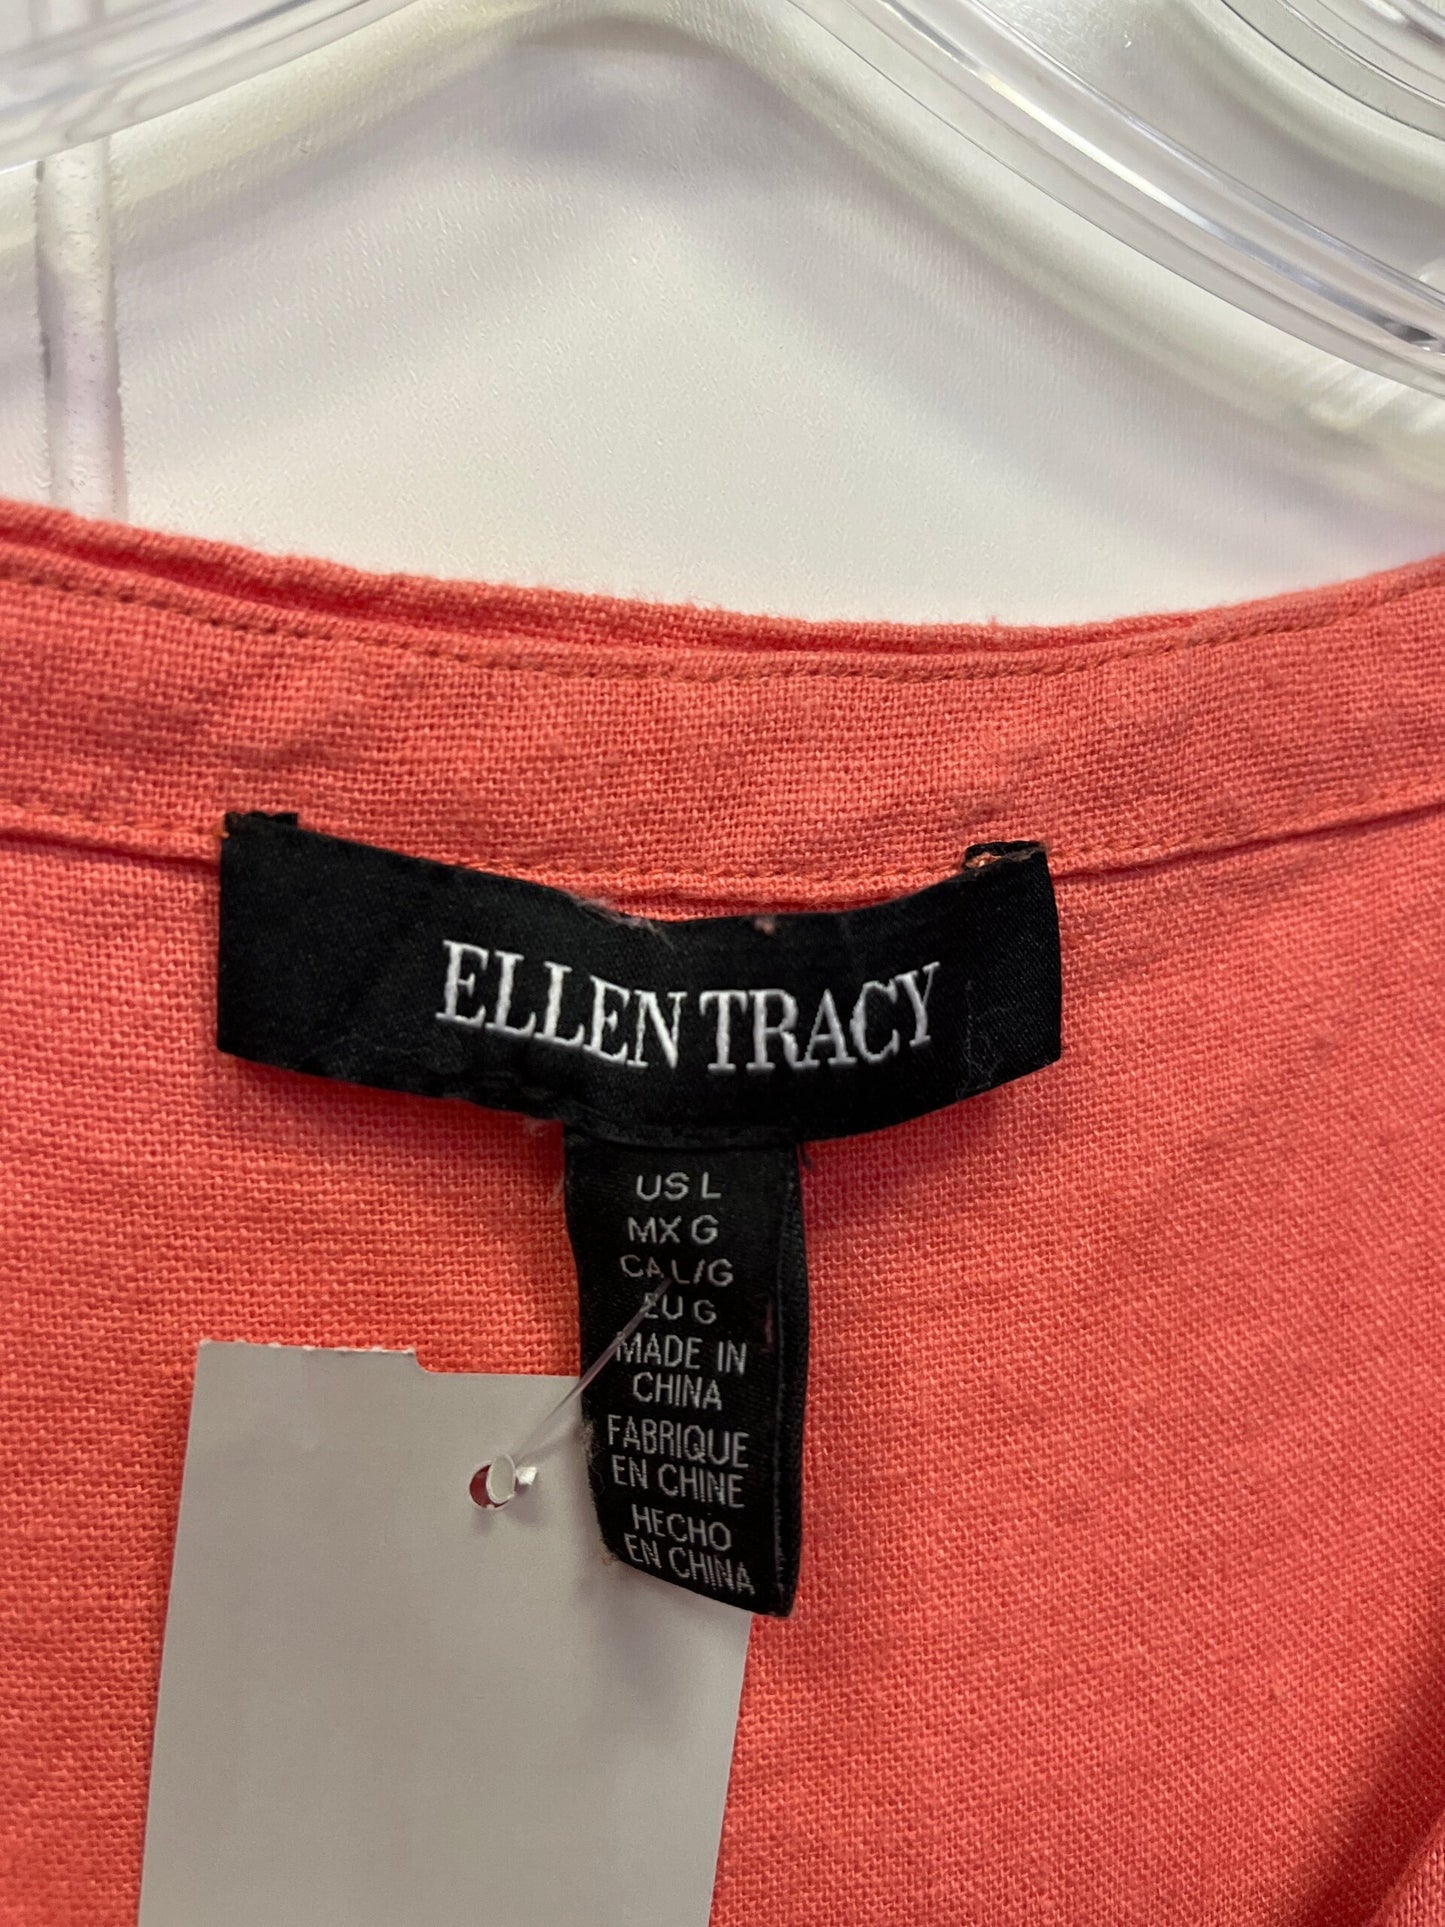 ELLEN TRACY
US L
MX G
CA L/G
EU G
MADE IN
CHINA
FABRIQUE
EN CHINE
HECHO
EN CHINA